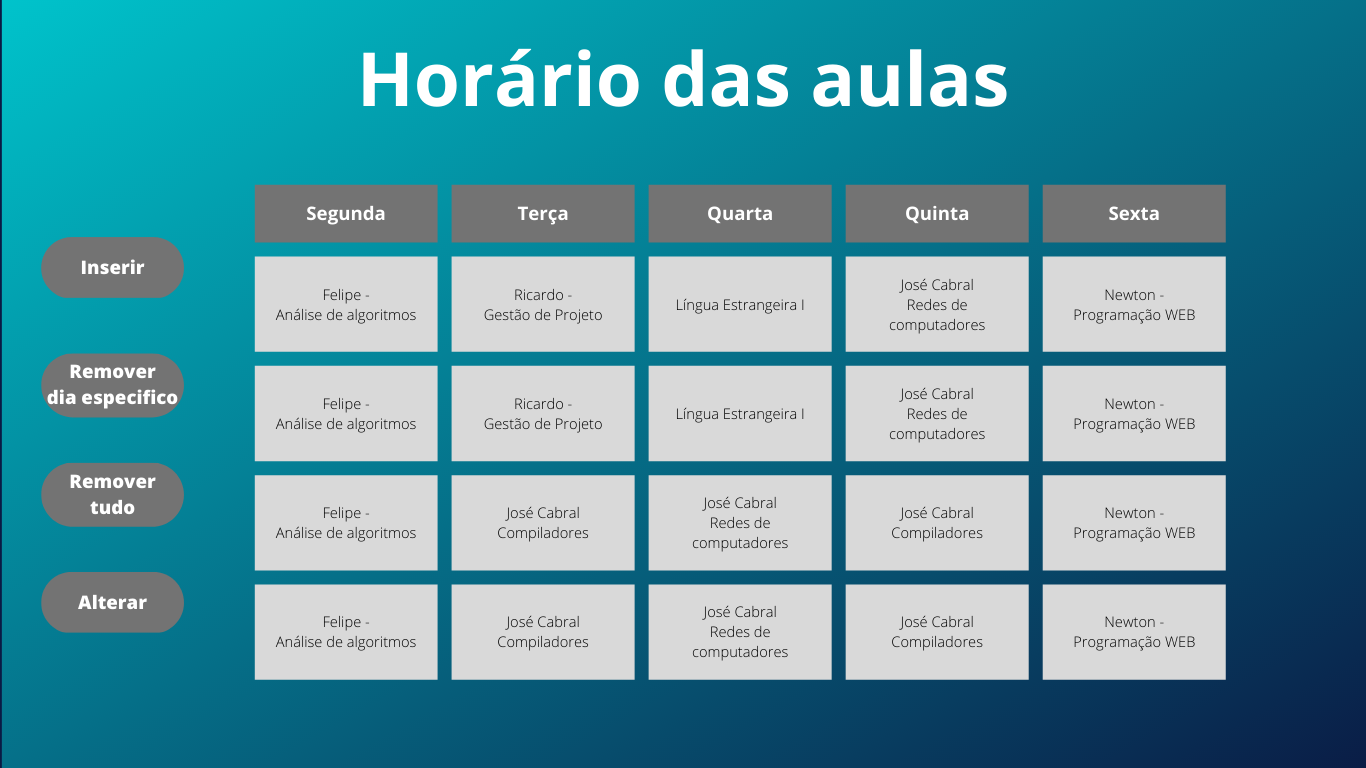 Horário das aulas
Segunda
Terça
Quarta
Quinta
Sexta
Inserir
Remover
dia especifico
Remover
tudo
Alterar
Felipe -
Análise de algoritmos
Ricardo -
Gestão de Projeto
Língua Estrangeira I
José Cabral
Redes de
computadores
Newton -
Programação WEB
Felipe -
Análise de algoritmos
Ricardo -
Gestão de Projeto
Língua Estrangeira I
José Cabral
Redes de
computadores
Newton -
Programação WEB
Felipe -
Análise de algoritmos
José Cabral
Compiladores
José Cabral
Redes de
computadores
José Cabral
Compiladores
Newton -
Programação WEB
Felipe -
Análise de algoritmos
José Cabral
Compiladores
José Cabral
Redes de
computadores
José Cabral
Compiladores
Newton -
Programação WEB